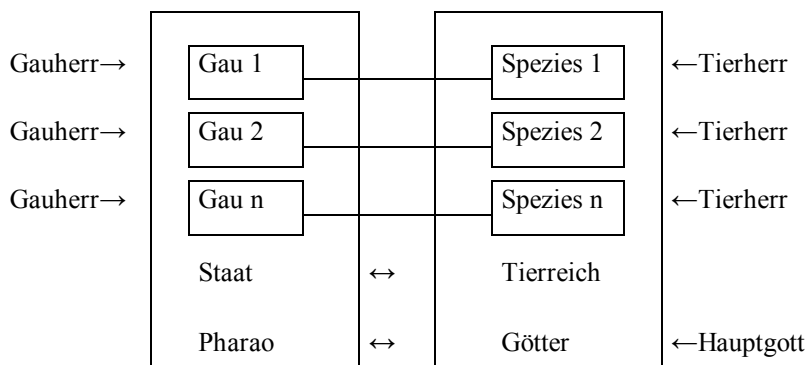 Gauherr→ Gau 1 Spezies 1 ←Tierherr
Gauherr→ Gau 2 Spezies 2 ←Tierherr
Gauherr→ Gau n Spezies n ←Tierherr
Staat ↔ Tierreich
Pharao ↔ Götter ←Hauptgott